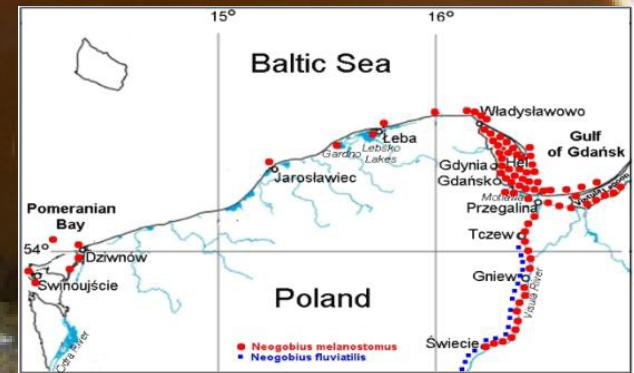 15°
16°
Baltic Sea
Władysławowo
Gulf
of Gdańsk
Łeba
Łebsko
Lakes
Gardno
Hel
Gdynia
Gdańsk
Jarosławiec
Motława
Vistula Lagoon
Przegalina
Pomeranian
Bay
Tczew
54°
Dziwnów
Gniew
Świnoujście
Poland
Visula River
Odra River
Świecie
Neogobius melanostomus
Neogobius fluviatilis